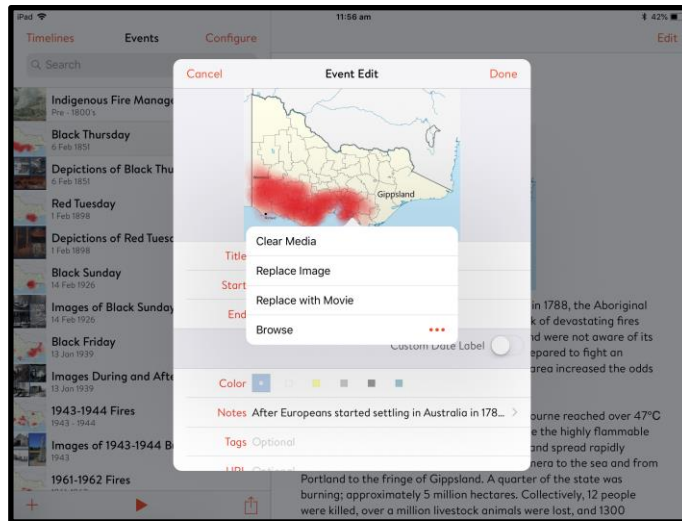 iPad 11:56 am 42%
Timelines Events Configure
Edit
Search
Indigenous Fire Manage
Pre - 1800's
Black Thursday
6 Feb 1851
Depictions of Black Thu
6 Feb 1851
Red Tuesday
1 Feb 1898
Depictions of Red Tuesd
1 Feb 1898
Black Sunday
14 Feb 1926
Images of Black Sunday
14 Feb 1926
Black Friday
13 Jan 1939
Images During and Afte
13 Jan 1939
1943-1944 Fires
1943 - 1944
Images of 1943-1944 B
1943
1961-1962 Fires
Cancel Event Edit Done
Gippsland
Clear Media
Replace Image
Replace with Movie
Browse
Title
Start
End
Custom Date Label
Color
Notes After Europeans started settling in Australia in 178...
Tags Optional
URL Optional
in 1788, the Aboriginal
k of devastating fires
nd were not aware of its
epared to fight an
area increased the odds
ourne reached over 47°C
e the highly flammable
and spread rapidly
nera to the sea and from
Portland to the fringe of Gippsland. A quarter of the state was
burning; approximately 5 million hectares. Collectively, 12 people
were killed, over a million livestock animals were lost, and 1300